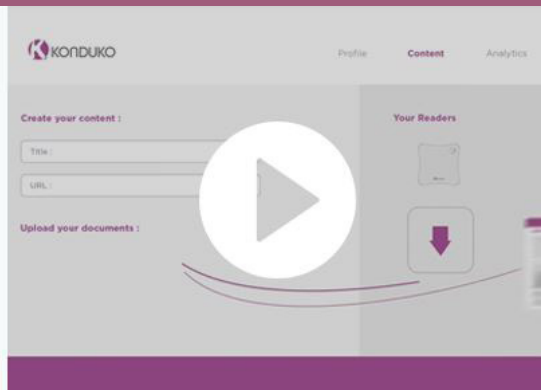 KONDUKO
Profile Content Analytics
Create your content :
Your Readers
Title :
URL :
Upload your documents :